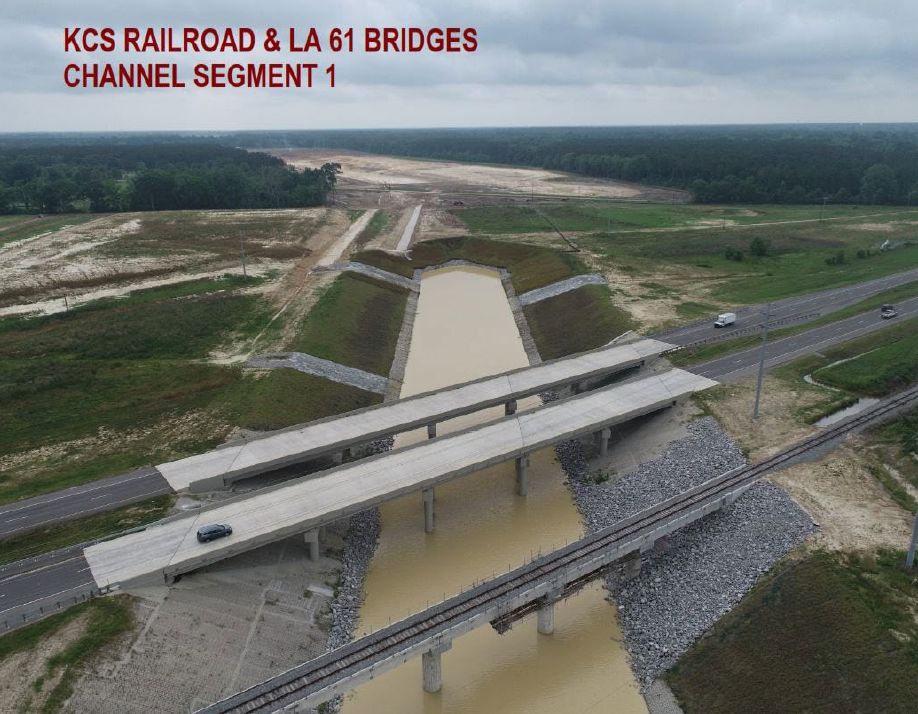 KCS RAILROAD & LA 61 BRIDGES
CHANNEL SEGMENT 1